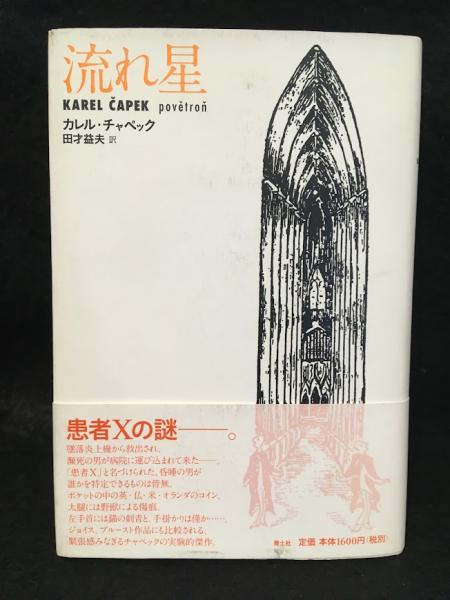 流れ星
KAREL ČAPEK povětroň
カレル・チャペック
田才益夫 訳
患者Xの謎――。
墜落炎上機から救出され、
瀕死の男が病院に運び込まれて来た――。
「患者X」と名づけられた、昏睡の男が
誰かを特定できるものは皆無。
ポケットの中の英・仏・米・オランダのコイン。
大腿には野獣による傷痕。
左手首には錨の刺青と、手掛かりは僅か……。
ジョイス、プルースト作品にも比較される、
緊張感みなぎるチャペックの実験的傑作。
青土社 定価 本体1600円(税別)